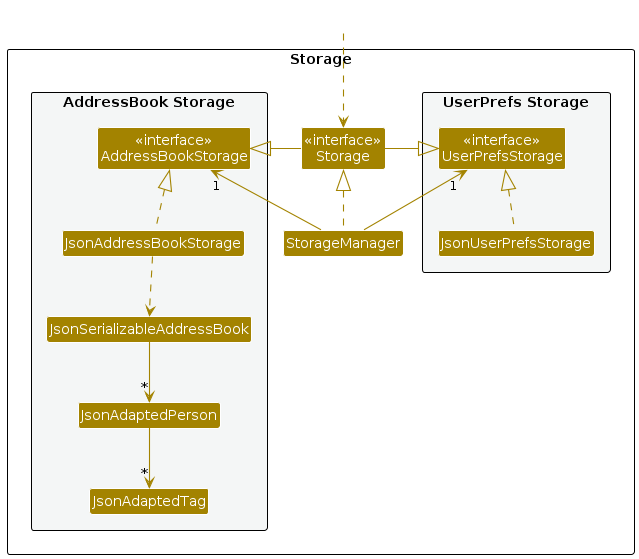 Storage
AddressBook Storage
UserPrefs Storage
«interface»
AddressBookStorage
«interface»
Storage
«interface»
UserPrefsStorage
1
1
JsonAddressBookStorage
StorageManager
JsonUserPrefsStorage
JsonSerializableAddressBook
*
JsonAdaptedPerson
*
JsonAdaptedTag